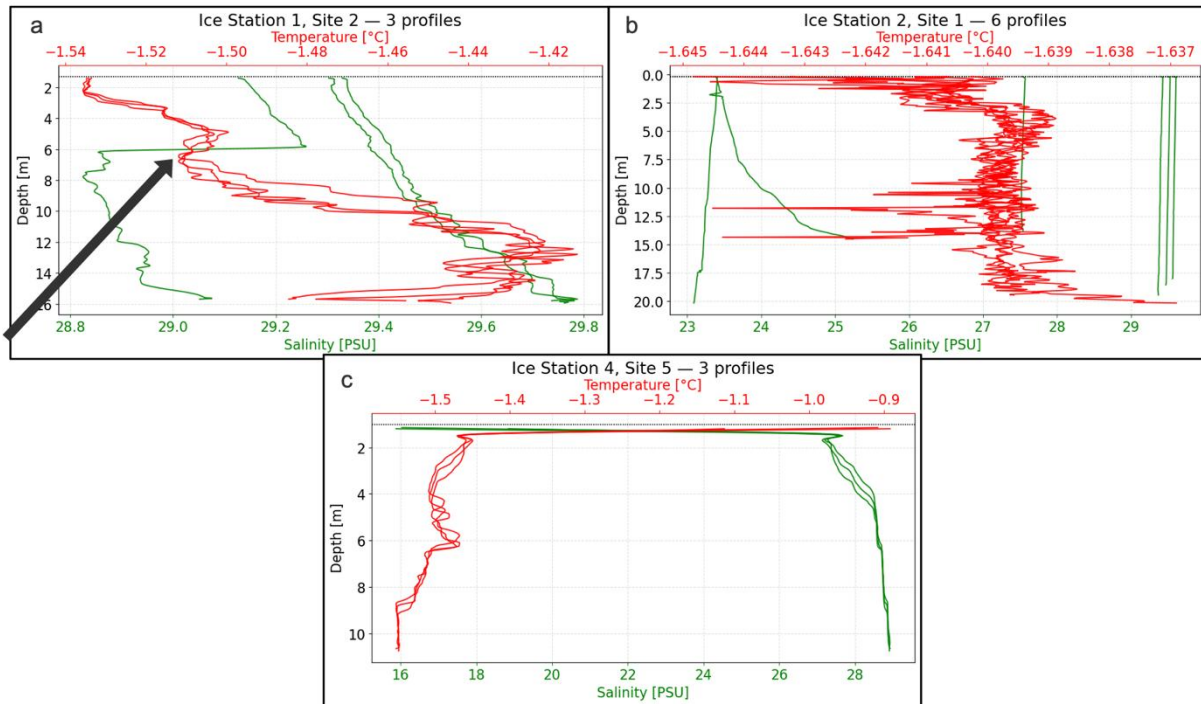 a
Ice Station 1, Site 2 — 3 profiles
Temperature [°C]
−1.54 −1.52 −1.50 −1.48 −1.46 −1.44 −1.42
Depth [m]
2
4
6
8
10
12
14
28.8 29.0 29.2 29.4 29.6 29.8
Salinity [PSU]
b
Ice Station 2, Site 1 — 6 profiles
Temperature [°C]
−1.645 −1.644 −1.643 −1.642 −1.641 −1.640 −1.639 −1.638 −1.637
Depth [m]
0.0
2.5
5.0
7.5
10.0
12.5
15.0
17.5
20.0
23 24 25 26 27 28 29
Salinity [PSU]
c
Ice Station 4, Site 5 — 3 profiles
Temperature [°C]
−1.5 −1.4 −1.3 −1.2 −1.1 −1.0 −0.9
Depth [m]
2
4
6
8
10
16 18 20 22 24 26 28
Salinity [PSU]